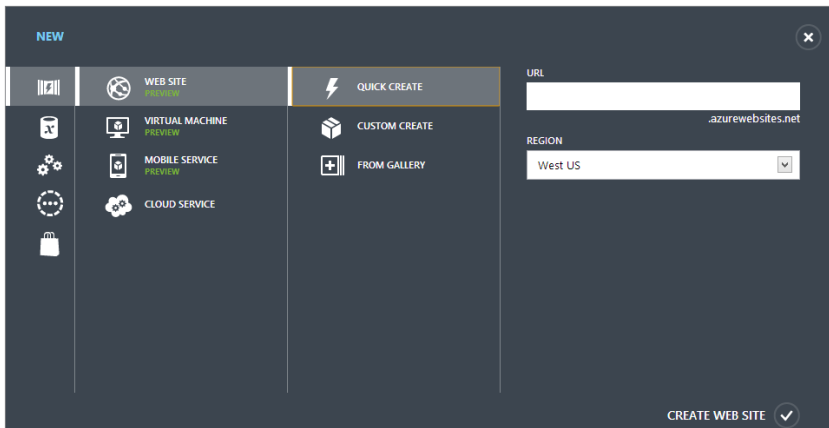 NEW
WEB SITE
PREVIEW
VIRTUAL MACHINE
PREVIEW
MOBILE SERVICE
PREVIEW
CLOUD SERVICE
QUICK CREATE
CUSTOM CREATE
FROM GALLERY
URL
.azurewebsites.net
REGION
West US
CREATE WEB SITE